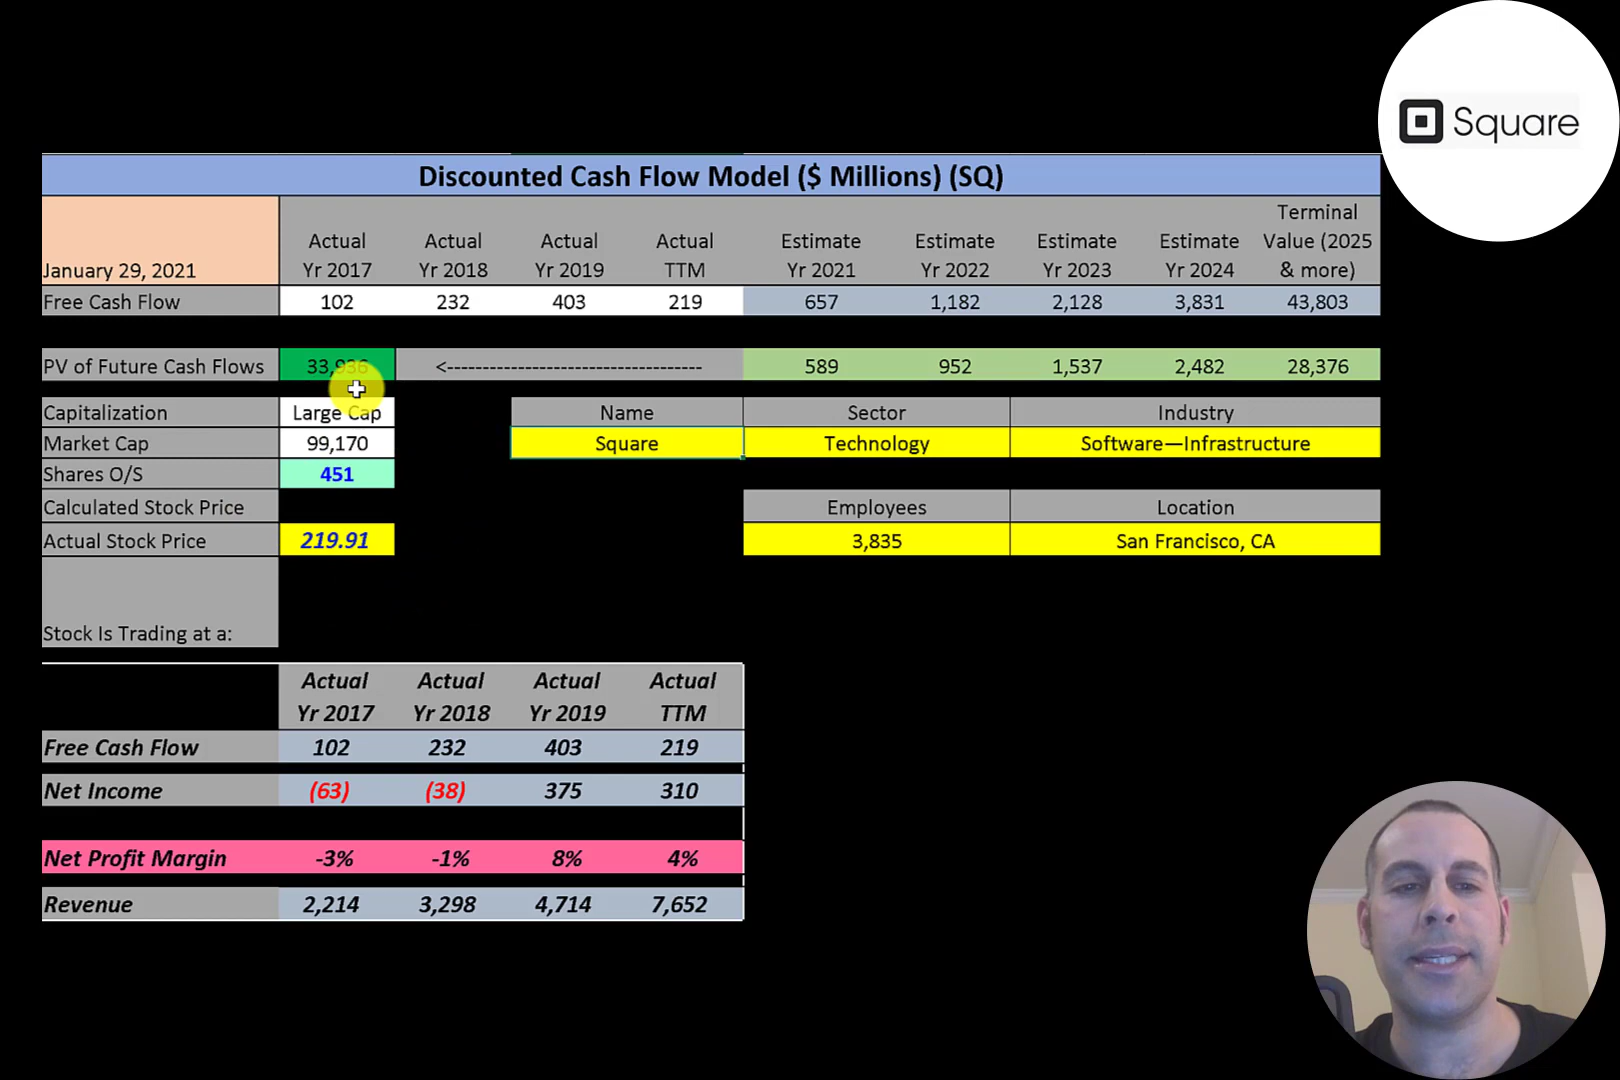 Square
Discounted Cash Flow Model ($ Millions) (SQ)
January 29, 2021 Actual Yr 2017 Actual Yr 2018 Actual Yr 2019 Actual TTM Estimate Yr 2021 Estimate Yr 2022 Estimate Yr 2023 Estimate Yr 2024 Terminal Value (2025 & more)
Free Cash Flow 102 232 403 219 657 1,182 2,128 3,831 43,803
PV of Future Cash Flows 33,936 <---------------------------------- 589 952 1,537 2,482 28,376
Capitalization Large Cap Name Sector Industry
Market Cap 99,170 Square Technology Software—Infrastructure
Shares O/S 451
Calculated Stock Price Employees Location
Actual Stock Price 219.91 3,835 San Francisco, CA
Stock Is Trading at a:
Actual Yr 2017 Actual Yr 2018 Actual Yr 2019 Actual TTM
Free Cash Flow 102 232 403 219
Net Income (63) (38) 375 310
Net Profit Margin -3% -1% 8% 4%
Revenue 2,214 3,298 4,714 7,652